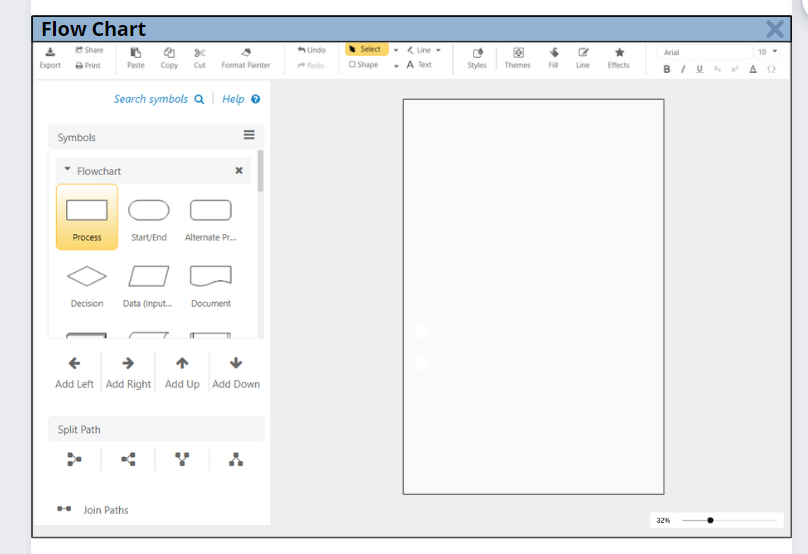 Flow Chart
Export Share Print Paste Copy Cut Format Painter Undo Redo Select Line Shape Text Styles Themes Fill Line Effects Arial 10
B I U x₂ x² A Ω
Search symbols Help ?
Symbols
Flowchart
Process Start/End Alternate Pr...
Decision Data (Input... Document
Add Left Add Right Add Up Add Down
Split Path
Join Paths
32%